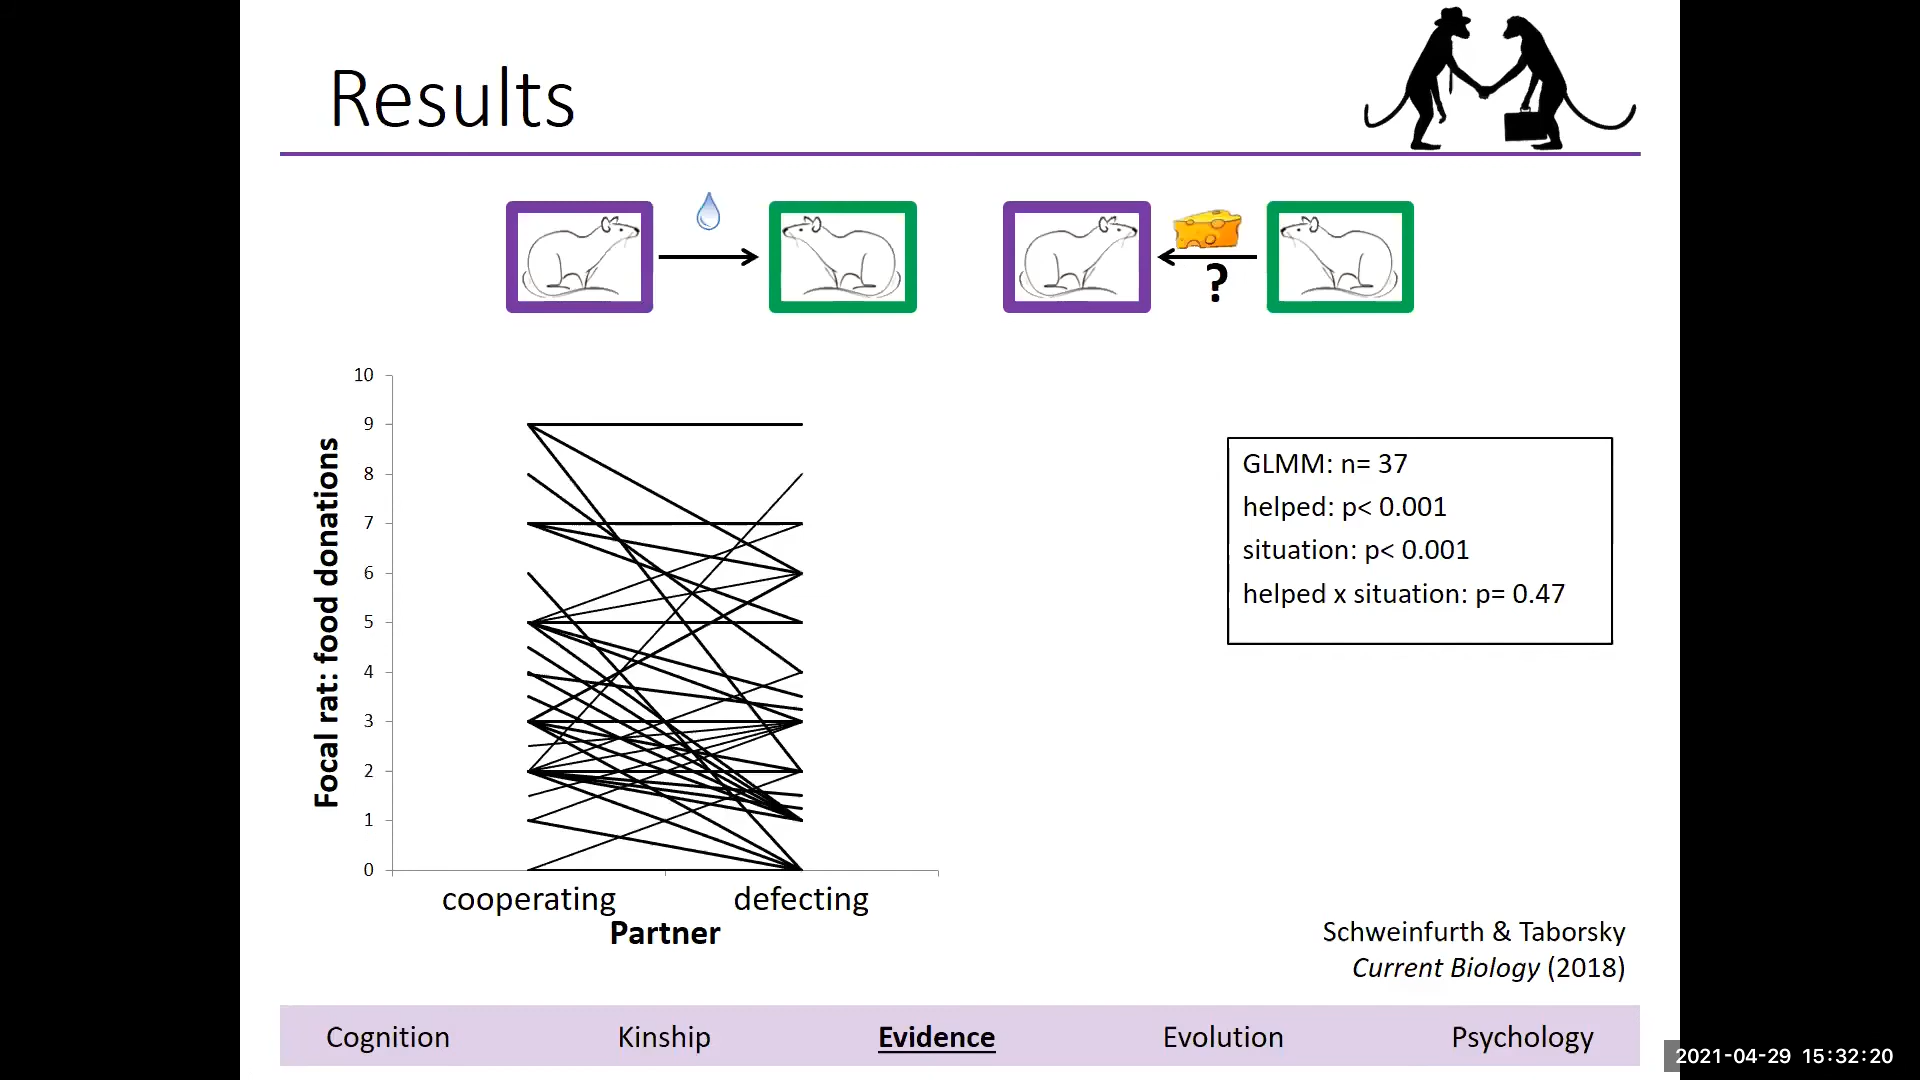 Results
?
10
9
8
7
6
5
4
3
2
1
0
Focal rat: food donations
cooperating
defecting
Partner
GLMM: n= 37
helped: p< 0.001
situation: p< 0.001
helped x situation: p= 0.47
Schweinfurth & Taborsky
Current Biology (2018)
Cognition
Kinship
Evidence
Evolution
Psychology
2021-04-29 15:32:20